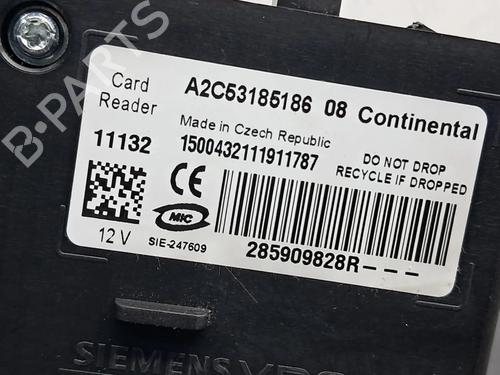 B-PARTS
Card Reader
A2C53185186 08 Continental
Made in Czech Republic
11132
1500432111911787
DO NOT DROP
RECYCLE IF DROPPED
CE
MIC
12 V
SIE-247609
285909828R---
SIEMENS VDO